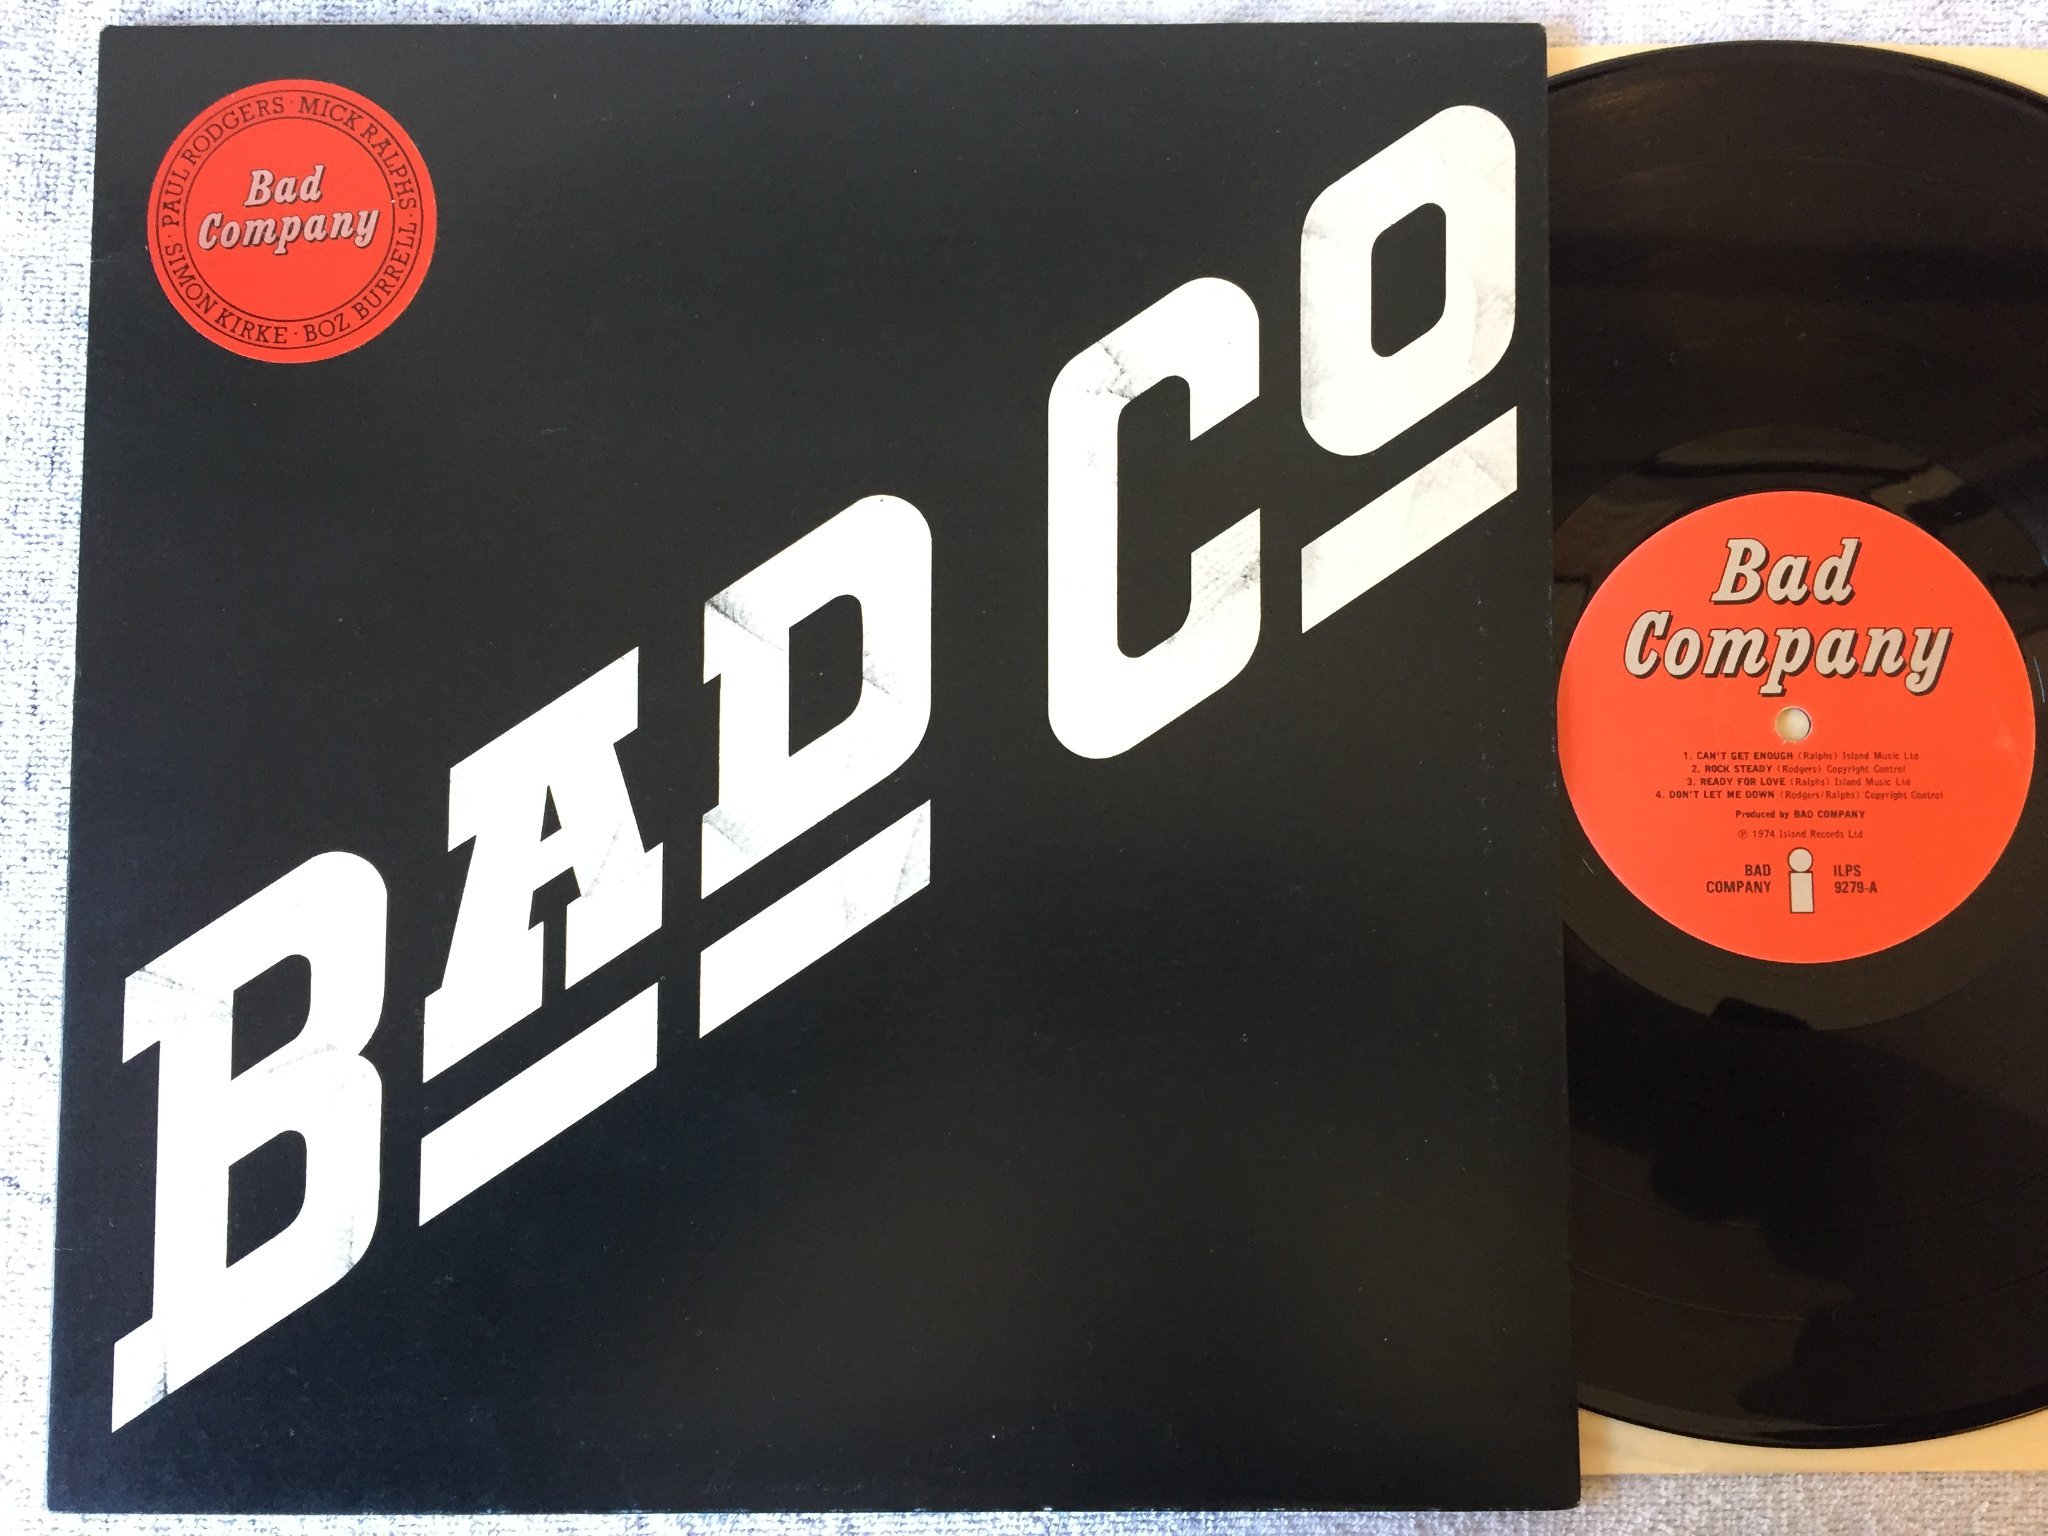 PAUL RODGERS · MICK RALPHS ·
SIMON KIRKE · BOZ BURRELL ·
Bad
Company
BAD CO
Bad
Company
1. CAN'T GET ENOUGH (Ralphs) Island Music Ltd
2. ROCK STEADY (Rodgers) Copyright Control
3. READY FOR LOVE (Ralphs) Island Music Ltd
4. DON'T LET ME DOWN (Rodgers/Ralphs) Copyright Control
Produced by BAD COMPANY
℗ 1974 Island Records Ltd
BAD
COMPANY
i
ILPS
9279-A